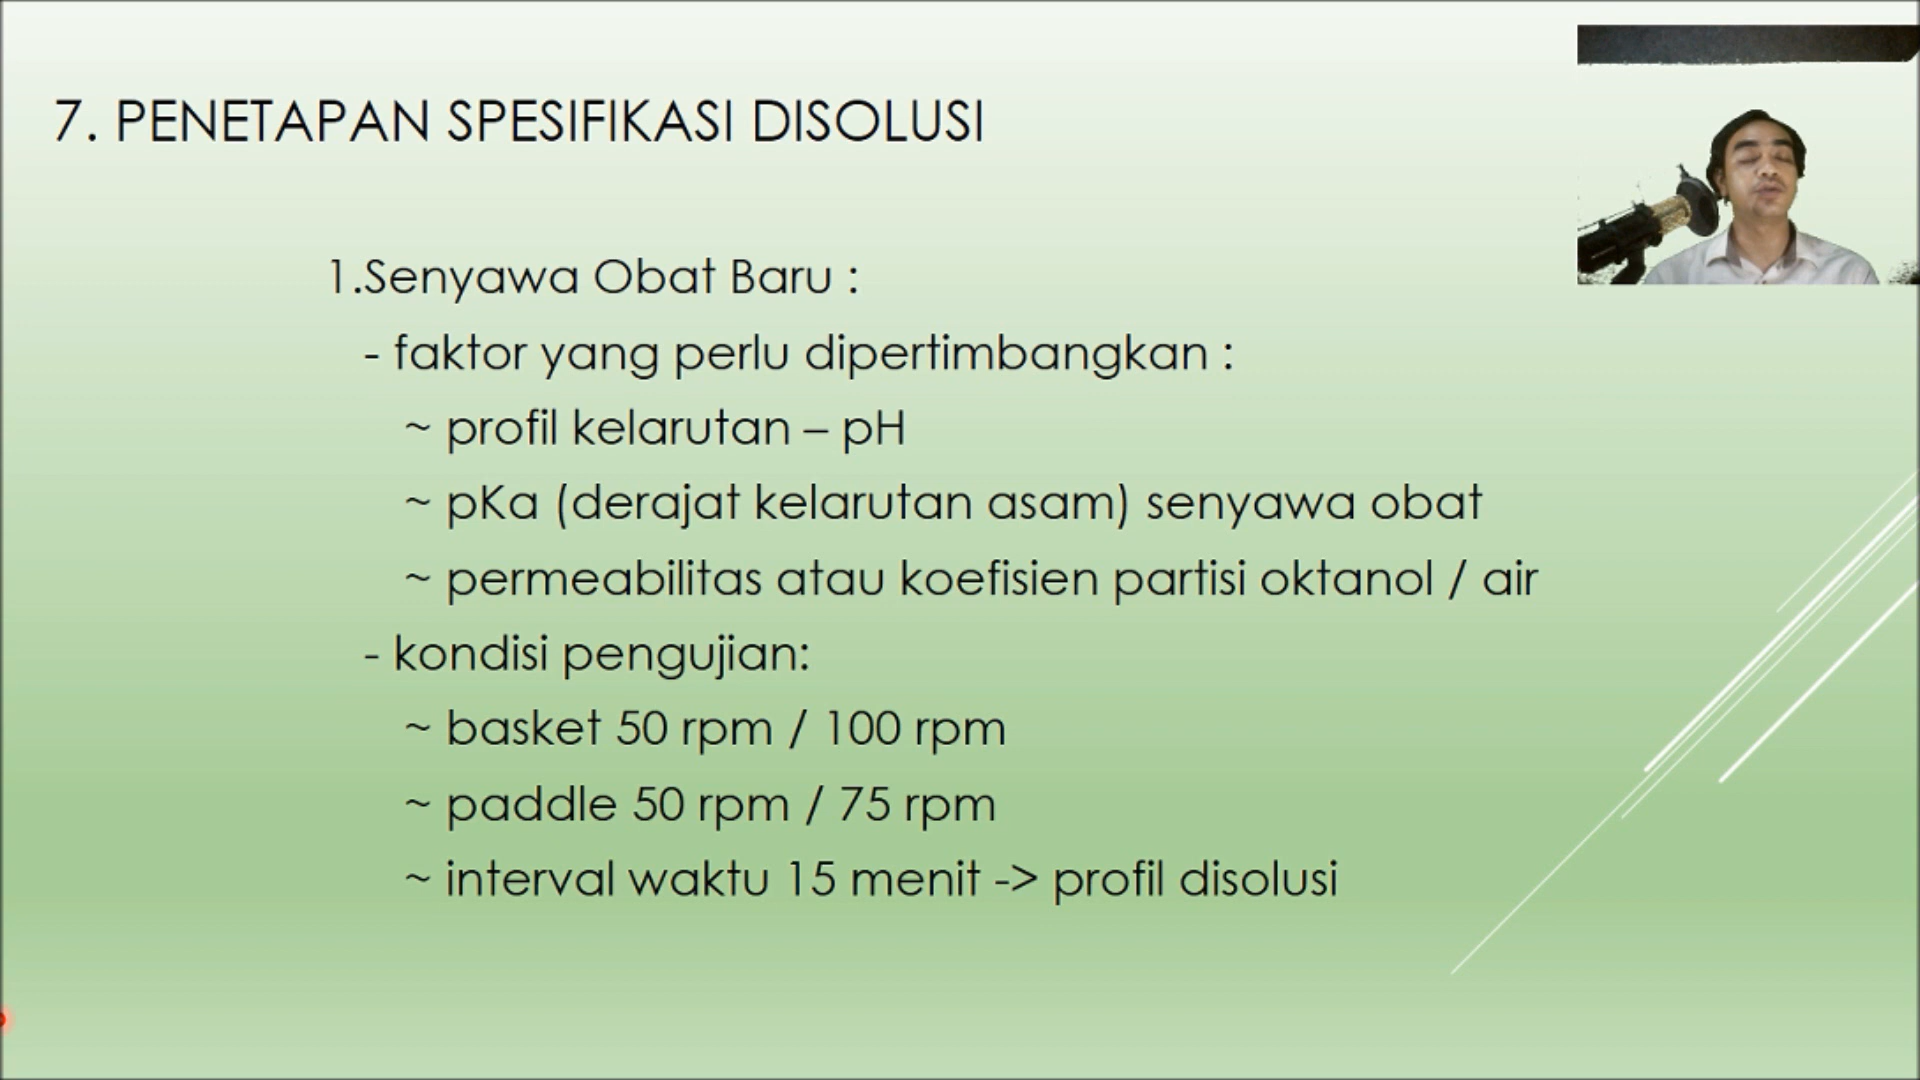 7. PENETAPAN SPESIFIKASI DISOLUSI
1.Senyawa Obat Baru :
- faktor yang perlu dipertimbangkan :
~ profil kelarutan – pH
~ pKa (derajat kelarutan asam) senyawa obat
~ permeabilitas atau koefisien partisi oktanol / air
- kondisi pengujian:
~ basket 50 rpm / 100 rpm
~ paddle 50 rpm / 75 rpm
~ interval waktu 15 menit -> profil disolusi